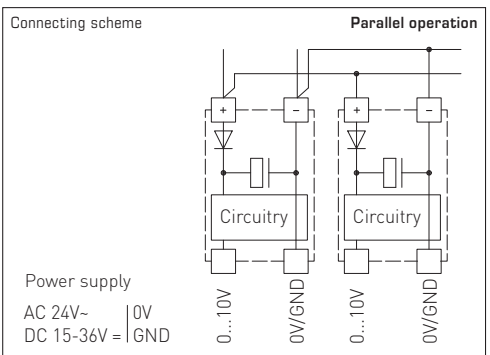 Connecting scheme
Parallel operation
+ − + −
Circuitry Circuitry
Power supply
AC 24V~ 0V
DC 15-36V = GND
0...10V
0V/GND
0...10V
0V/GND